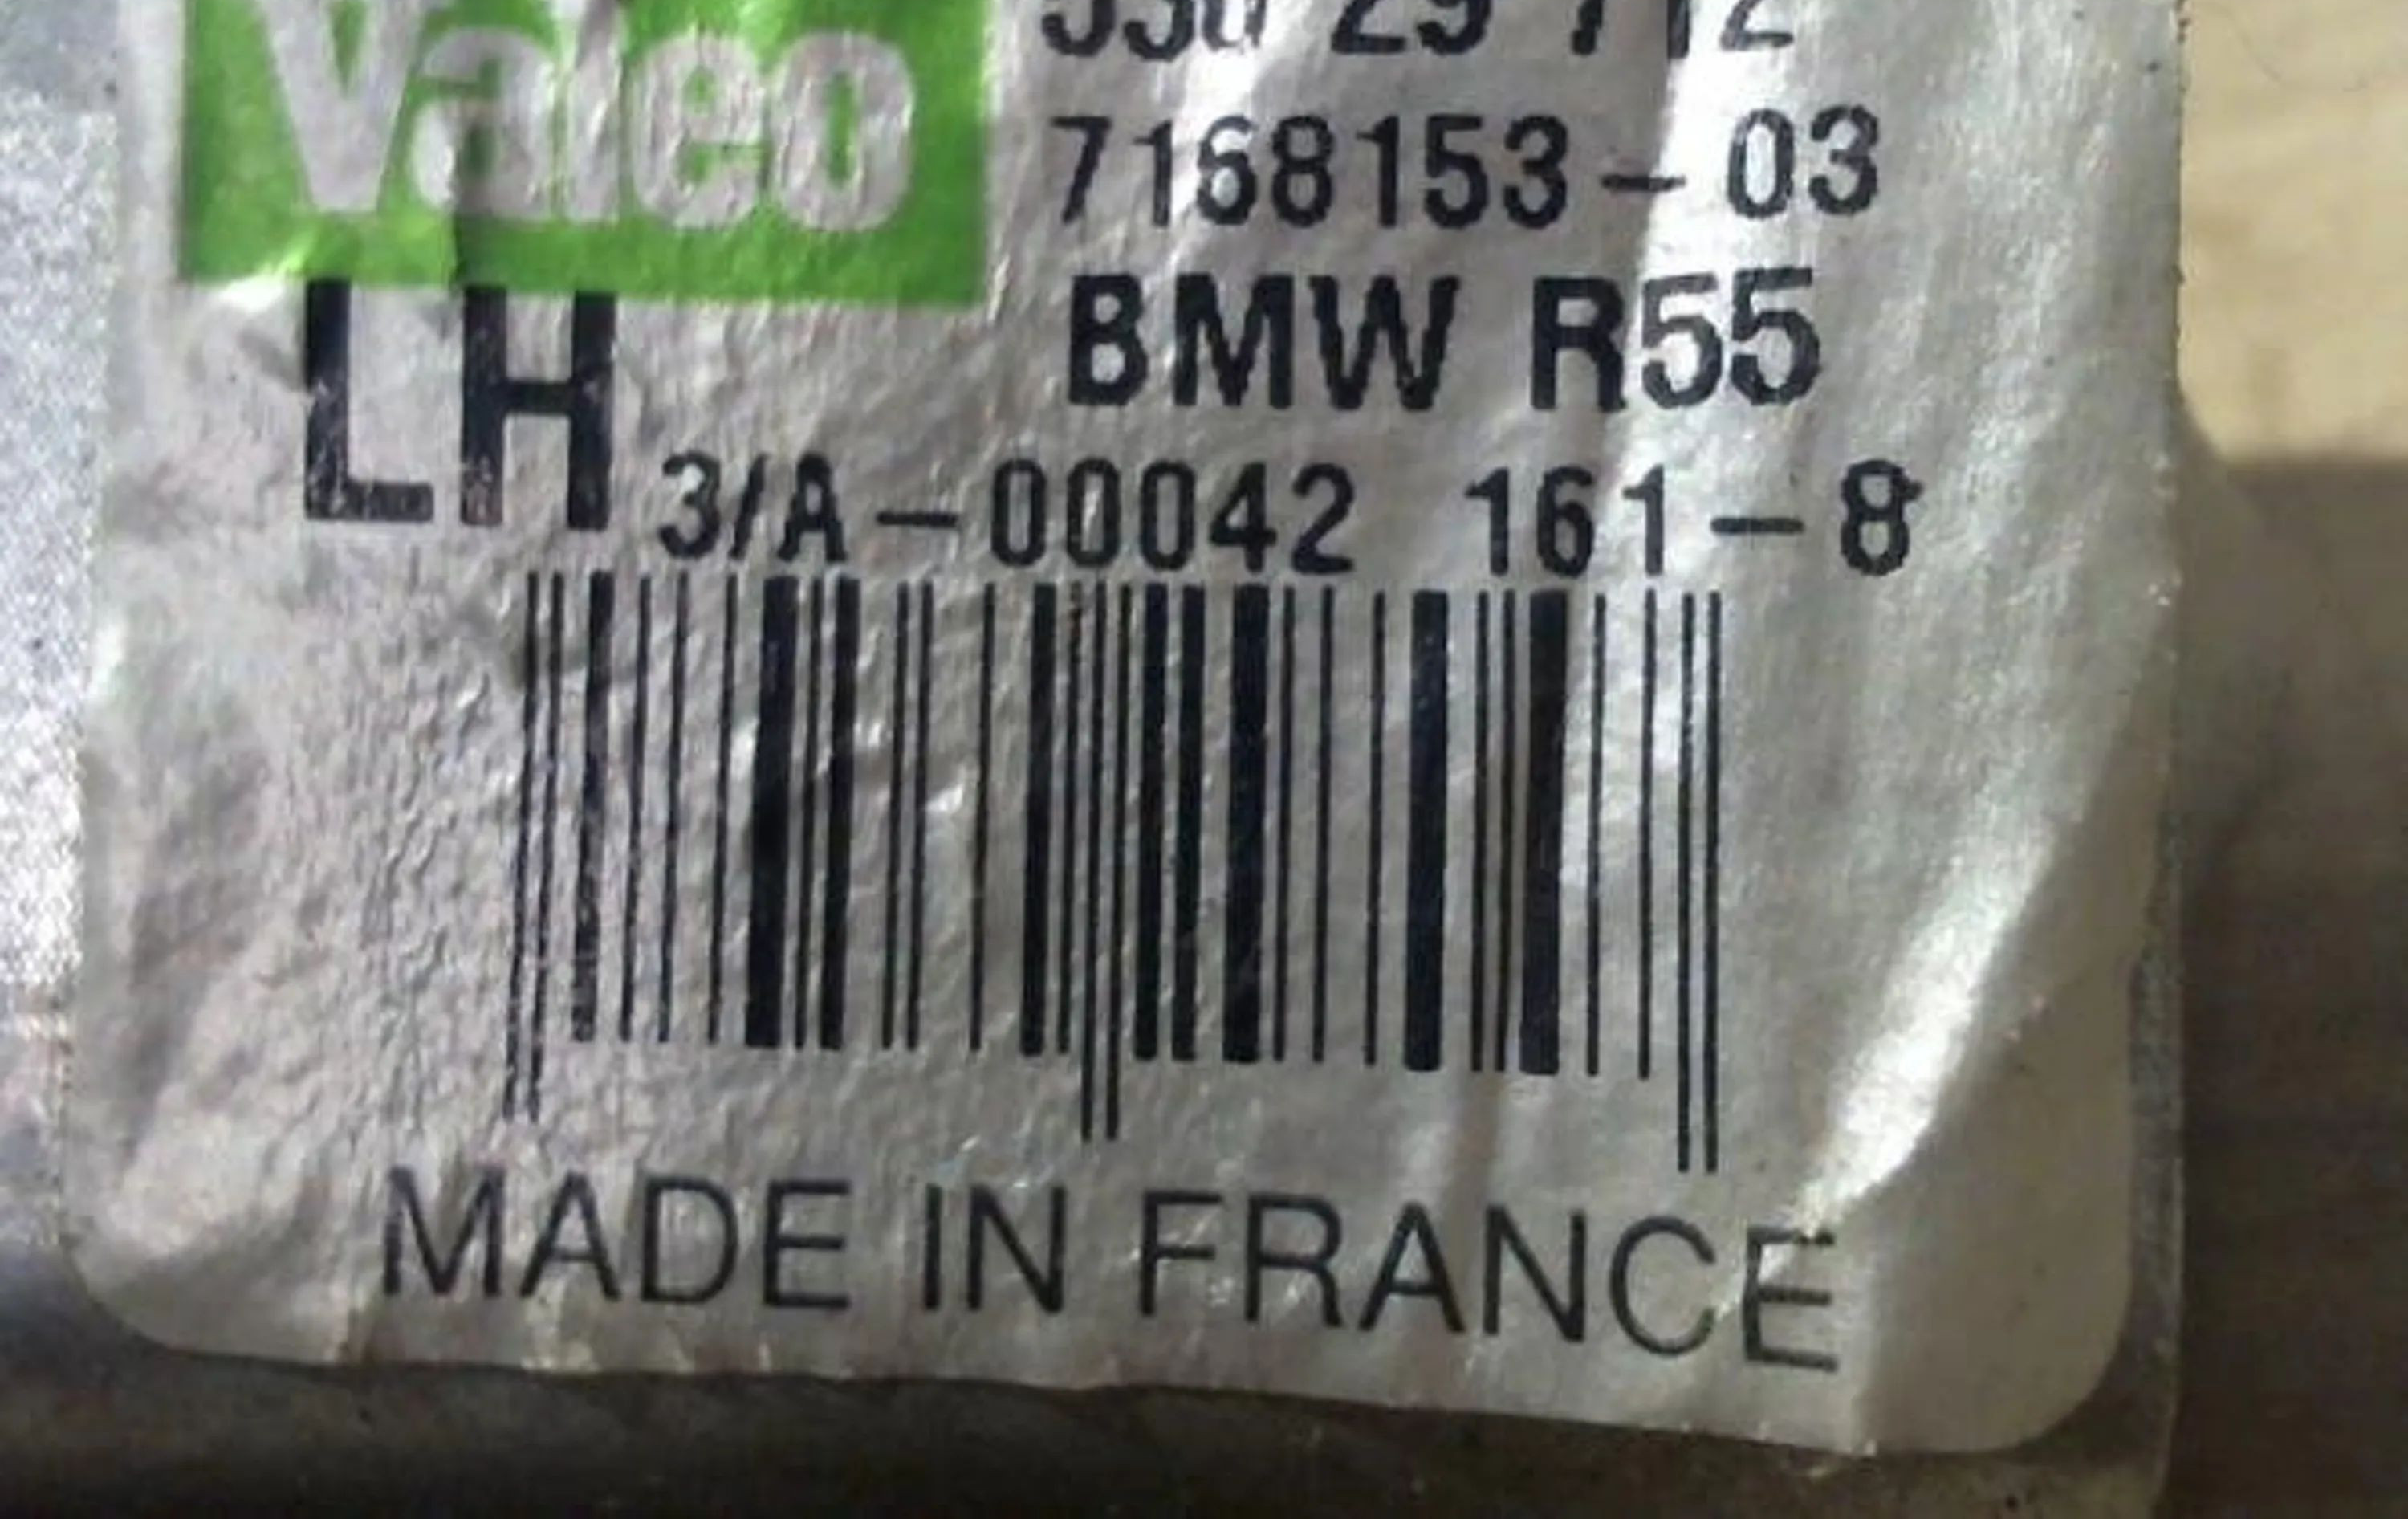 Valeo
7168153-03
BMW R55
LH
3/A-00042 161-8
MADE IN FRANCE